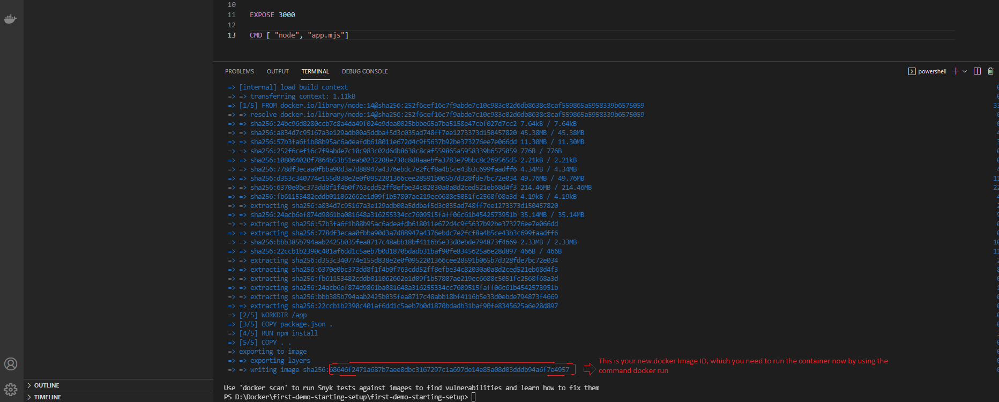 10
11 EXPOSE 3000
12
13 CMD [ "node", "app.mjs"]
PROBLEMS OUTPUT TERMINAL DEBUG CONSOLE powershell
=> [internal] load build context
=> => transferring context: 1.11kB
=> [1/5] FROM docker.io/library/node:14@sha256:252f6cef16c7f9abde7c10c983c02d6db8638c8caf559865a5958339b6575059
=> => resolve docker.io/library/node:14@sha256:252f6cef16c7f9abde7c10c983c02d6db8638c8caf559865a5958339b6575059
=> => sha256:24bc96d8280ccb7c8a4da49f024e9dea0025bbbe65a7ba5158e47cbf027d7cc2 7.64kB / 7.64kB
=> => sha256:a834d7c95167a3e129adb00a5ddbaf5d3c035ad748ff7ee1273373d150457820 45.38MB / 45.38MB
=> => sha256:57b3fa6f1b88b95ac6adeafdb618011e672d4c9f5637b92be373276ee7e066dd 11.30MB / 11.30MB
=> => sha256:252f6cef16c7f9abde7c10c983c02d6db8638c8caf559865a5958339b6575059 776B / 776B
=> => sha256:108064020f7864b53b51eab0232208e730c8d8aaebfa3783e79bbc8c269565d5 2.21kB / 2.21kB
=> => sha256:778df3ecaa0fbba90d3a7d88947a4376ebdc7e2fcf8a4b5ce43b3c699faadff6 4.34MB / 4.34MB
=> => sha256:d353c340774e155d838e2e0f0952201366cee28591b065b7d328fde7bc72e034 49.76MB / 49.76MB
=> => sha256:6370e0bc373dd8f1f4b0f763cdd52ff8efbe34c82030a0a8d2ced521eb68d4f3 214.46MB / 214.46MB
=> => sha256:fb61153482cddb011062662e1d09f1b57807ae219ec6688c5051fc2568f68a3d 4.19kB / 4.19kB
=> => extracting sha256:a834d7c95167a3e129adb00a5ddbaf5d3c035ad748ff7ee1273373d150457820
=> => sha256:24acb6ef874d9861ba081648a316255334cc7609515faff06c61b4542573951b 35.14MB / 35.14MB
=> => extracting sha256:57b3fa6f1b88b95ac6adeafdb618011e672d4c9f5637b92be373276ee7e066dd
=> => extracting sha256:778df3ecaa0fbba90d3a7d88947a4376ebdc7e2fcf8a4b5ce43b3c699faadff6
=> => sha256:bbb385b794aab2425b035fea8717c48abb18bf4116b5e33d0ebde794873f4669 2.33MB / 2.33MB
=> => sha256:22ccb1b2390c401af6dd1c5aeb7b0d1870bdadb31baf90fe8345625a6e28d897 466B / 466B
=> => extracting sha256:d353c340774e155d838e2e0f0952201366cee28591b065b7d328fde7bc72e034
=> => extracting sha256:6370e0bc373dd8f1f4b0f763cdd52ff8efbe34c82030a0a8d2ced521eb68d4f3
=> => extracting sha256:fb61153482cddb011062662e1d09f1b57807ae219ec6688c5051fc2568f68a3d
=> => extracting sha256:24acb6ef874d9861ba081648a316255334cc7609515faff06c61b4542573951b
=> => extracting sha256:bbb385b794aab2425b035fea8717c48abb18bf4116b5e33d0ebde794873f4669
=> => extracting sha256:22ccb1b2390c401af6dd1c5aeb7b0d1870bdadb31baf90fe8345625a6e28d897
=> [2/5] WORKDIR /app
=> [3/5] COPY package.json .
=> [4/5] RUN npm install
=> [5/5] COPY . .
=> exporting to image
=> => exporting layers
=> => writing image sha256:68646f2471a687b7aee8dbc3167297c1a697de14e85a08d03dddb94a6f7e4957
This is your new docker Image ID, which you need to run the container now by using the
command docker run
Use 'docker scan' to run Snyk tests against images to find vulnerabilities and learn how to fix them
PS D:\Docker\first-demo-starting-setup\first-demo-starting-setup>
OUTLINE
TIMELINE